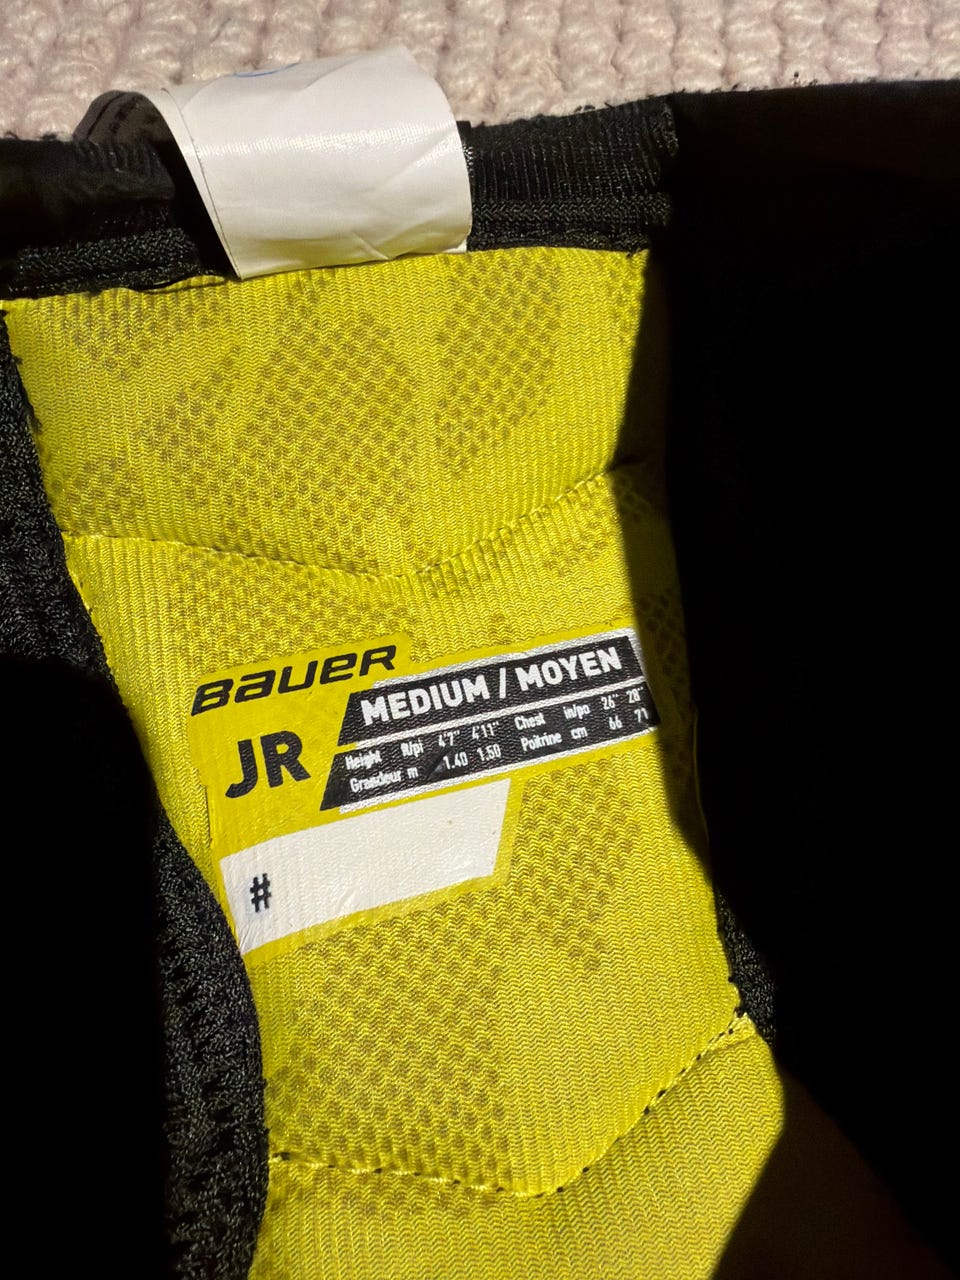 BAUER
JR
MEDIUM / MOYEN
Height ft/pi 4'7" 4'11" Chest in/po 26" 28"
Grandeur m 1.40 1.50 Poitrine cm 66 71
#